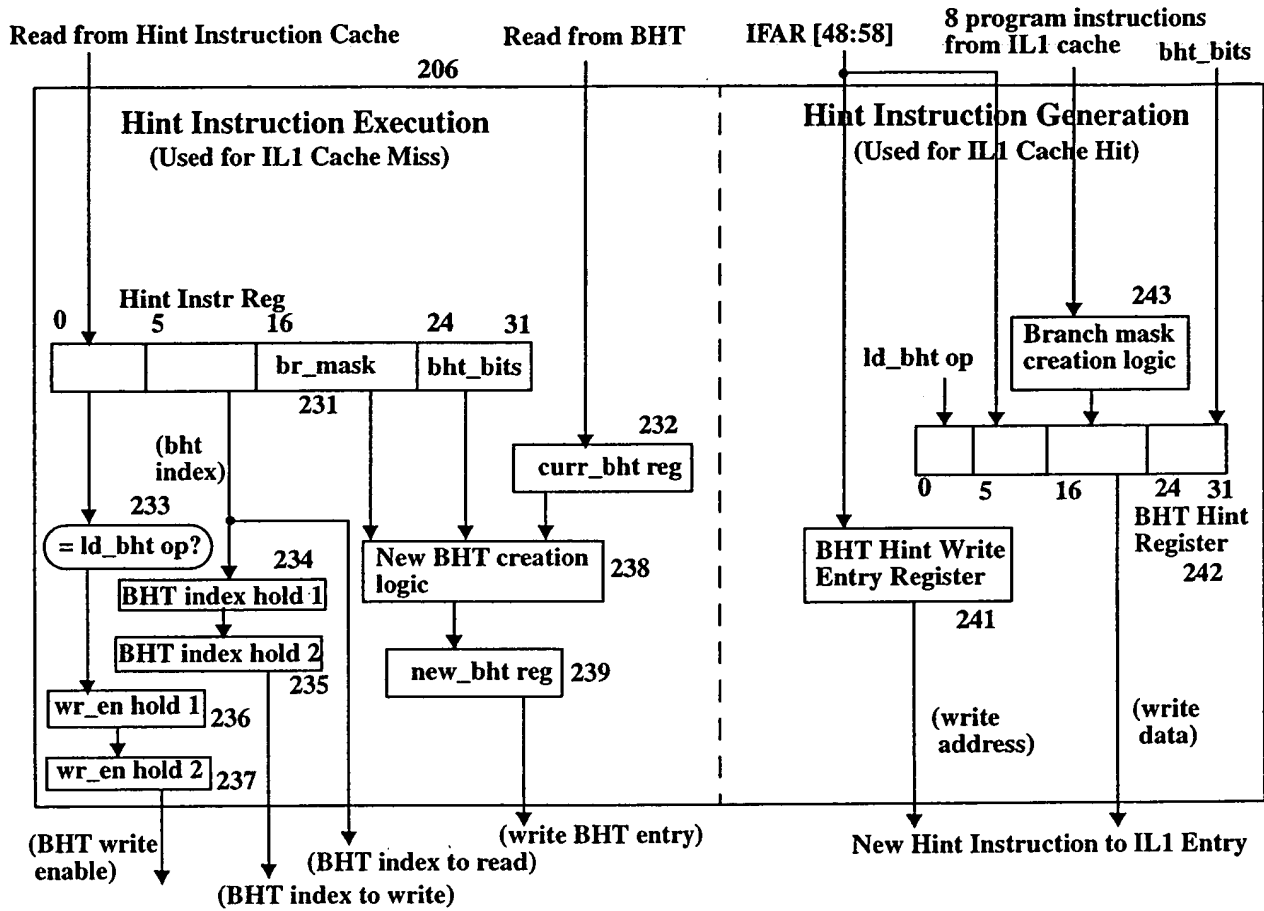 Read from Hint Instruction Cache
Read from BHT
IFAR [48:58]
8 program instructions
from IL1 cache
bht_bits
206
Hint Instruction Execution
(Used for IL1 Cache Miss)
Hint Instruction Generation
(Used for IL1 Cache Hit)
Hint Instr Reg
0
5
16
24
31
br_mask
bht_bits
231
(bht
index)
232
curr_bht reg
233
= ld_bht op?
234
BHT index hold 1
BHT index hold 2
235
wr_en hold 1
236
wr_en hold 2
237
New BHT creation
logic
238
new_bht reg
239
(BHT write
enable)
(BHT index to write)
(BHT index to read)
(write BHT entry)
243
Branch mask
creation logic
ld_bht op
0
5
16
24
31
BHT Hint
Register
242
BHT Hint Write
Entry Register
241
(write
address)
(write
data)
New Hint Instruction to IL1 Entry